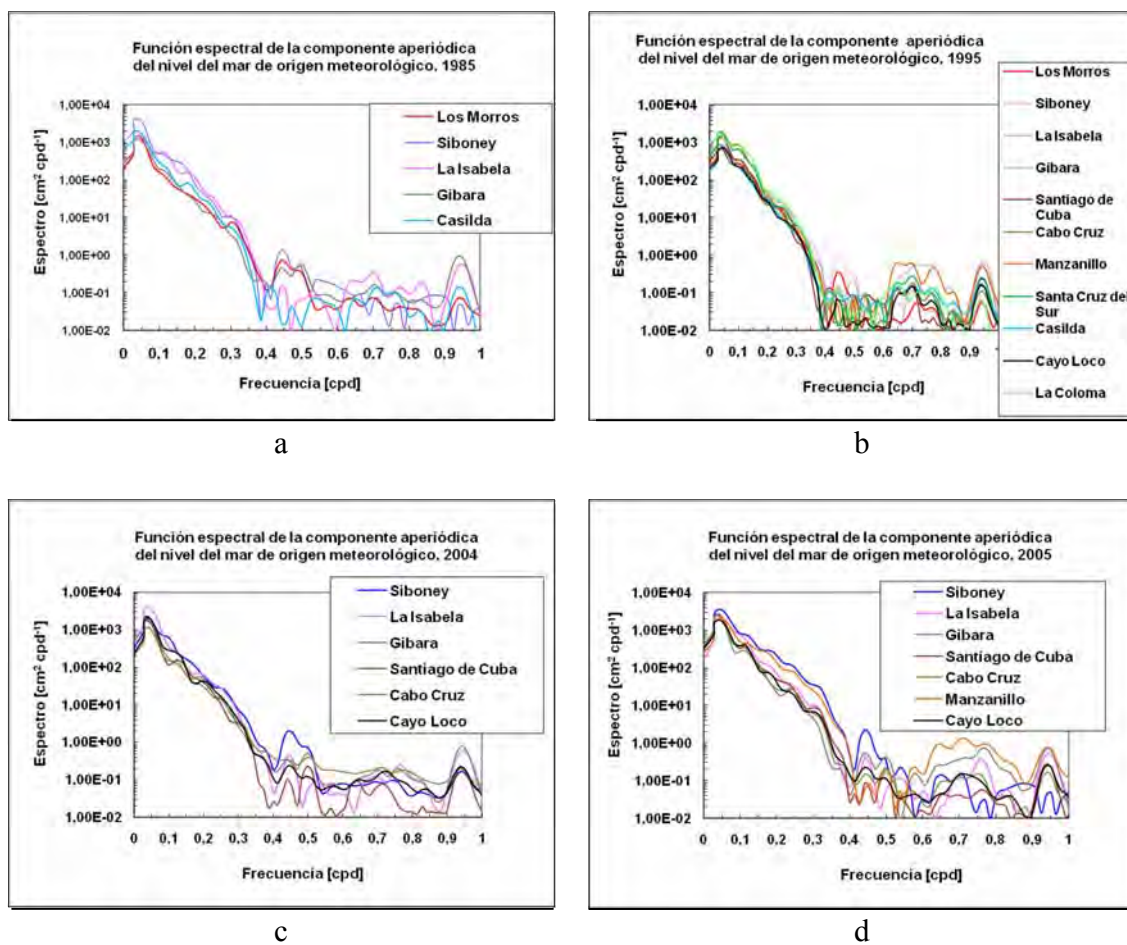 Función espectral de la componente aperiódica
del nivel del mar de origen meteorológico, 1985
Espectro [cm² cpd⁻¹]
1,00E+04
1,00E+03
1,00E+02
1,00E+01
1,00E+00
1,00E-01
1,00E-02
0 0,1 0,2 0,3 0,4 0,5 0,6 0,7 0,8 0,9 1
Frecuencia [cpd]
Los Morros
Siboney
La Isabela
Gibara
Casilda
a
Función espectral de la componente aperiódica
del nivel del mar de origen meteorológico, 1995
Espectro [cm² cpd⁻¹]
1,00E+04
1,00E+03
1,00E+02
1,00E+01
1,00E+00
1,00E-01
1,00E-02
0 0,1 0,2 0,3 0,4 0,5 0,6 0,7 0,8 0,9
Frecuencia [cpd]
Los Morros
Siboney
La Isabela
Gibara
Santiago de
Cuba
Cabo Cruz
Manzanillo
Santa Cruz del
Sur
Casilda
Cayo Loco
La Coloma
b
Función espectral de la componente aperiódica
del nivel del mar de origen meteorológico, 2004
Espectro [cm² cpd⁻¹]
1,00E+04
1,00E+03
1,00E+02
1,00E+01
1,00E+00
1,00E-01
1,00E-02
0 0,1 0,2 0,3 0,4 0,5 0,6 0,7 0,8 0,9 1
Frecuencia [cpd]
Siboney
La Isabela
Gibara
Santiago de Cuba
Cabo Cruz
Cayo Loco
c
Función espectral de la componente aperiódica
del nivel del mar de origen meteorológico, 2005
Espectro [cm² cpd⁻¹]
1,00E+04
1,00E+03
1,00E+02
1,00E+01
1,00E+00
1,00E-01
1,00E-02
0 0,1 0,2 0,3 0,4 0,5 0,6 0,7 0,8 0,9 1
Frecuencia [cpd]
Siboney
La Isabela
Gibara
Santiago de Cuba
Cabo Cruz
Manzanillo
Cayo Loco
d